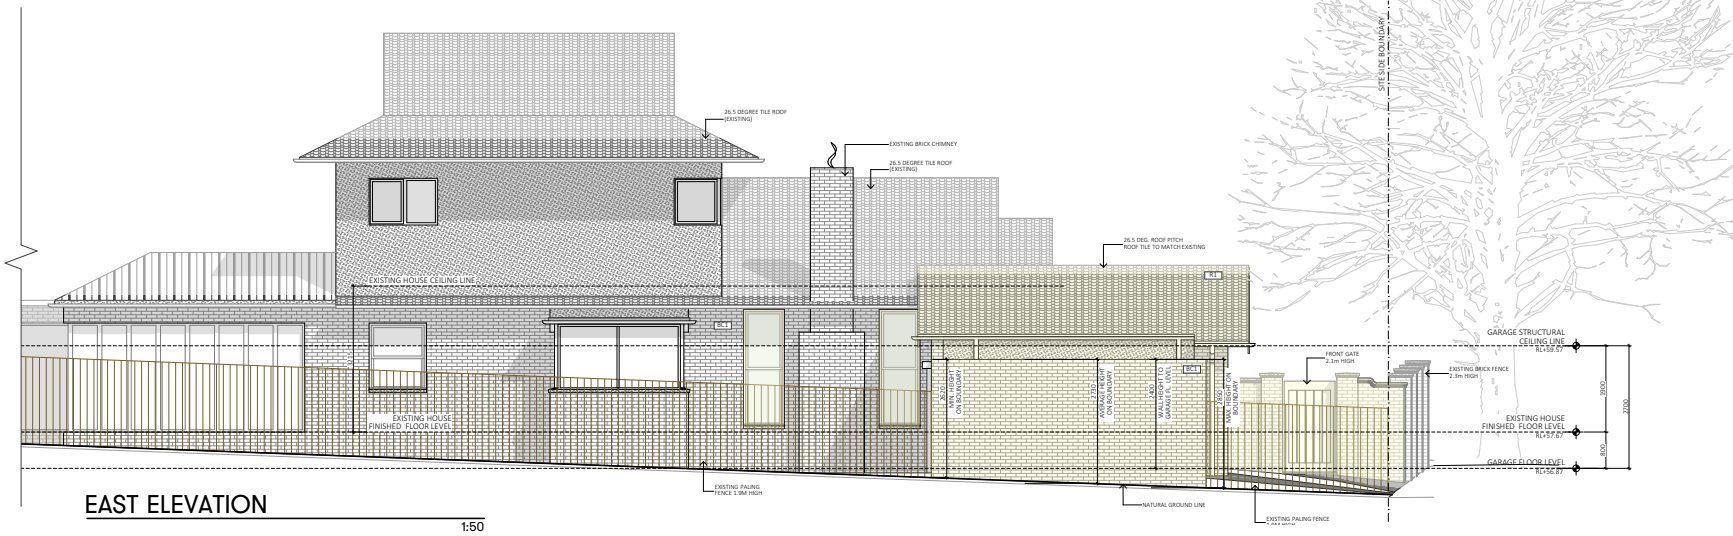 SITE SIDE BOUNDARY
26.5 DEGREE TILE ROOF
(EXISTING)
EXISTING BRICK CHIMNEY
26.5 DEGREE TILE ROOF
(EXISTING)
26.5 DEG. ROOF PITCH
ROOF TILE TO MATCH EXISTING
R1
EXISTING HOUSE CEILING LINE
BC1
GARAGE STRUCTURAL
CEILING LINE
RL+59.57
FRONT GATE
2.1m HIGH
EXISTING BRICK FENCE
2.3m HIGH
BC1
2620
MIN. HEIGHT
ON BOUNDARY
2710
AVERAGE HEIGHT
ON BOUNDARY
2400
WALL HEIGHT TO
GARAGE FL. LEVEL
2850
MAX. HEIGHT ON
BOUNDARY
1900
2700
800
EXISTING HOUSE
FINISHED FLOOR LEVEL
EXISTING HOUSE
FINISHED FLOOR LEVEL
RL+57.67
GARAGE FLOOR LEVEL
RL+56.87
EXISTING PALING
FENCE 1.9M HIGH
NATURAL GROUND LINE
EXISTING PALING FENCE
EAST ELEVATION
1:50